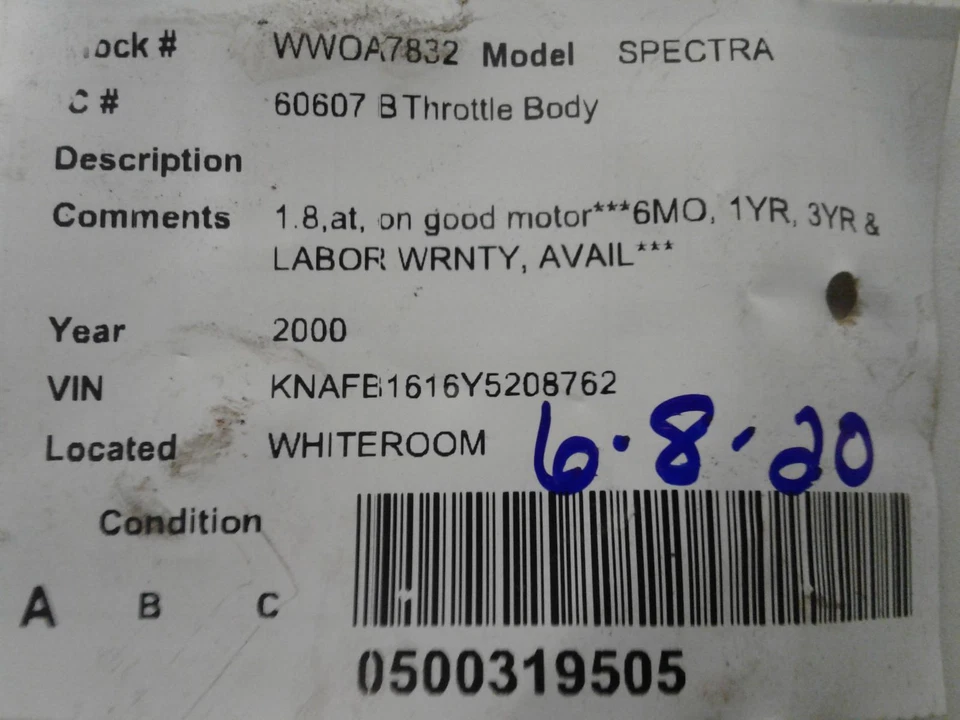 ock # WWOA7832 Model SPECTRA
C # 60607 B Throttle Body
Description
Comments 1.8,at, on good motor***6MO, 1YR, 3YR &
LABOR WRNTY, AVAIL***
Year 2000
VIN KNAFB1616Y5208762
Located WHITEROOM 6.8.20
Condition
A B C
0500319505